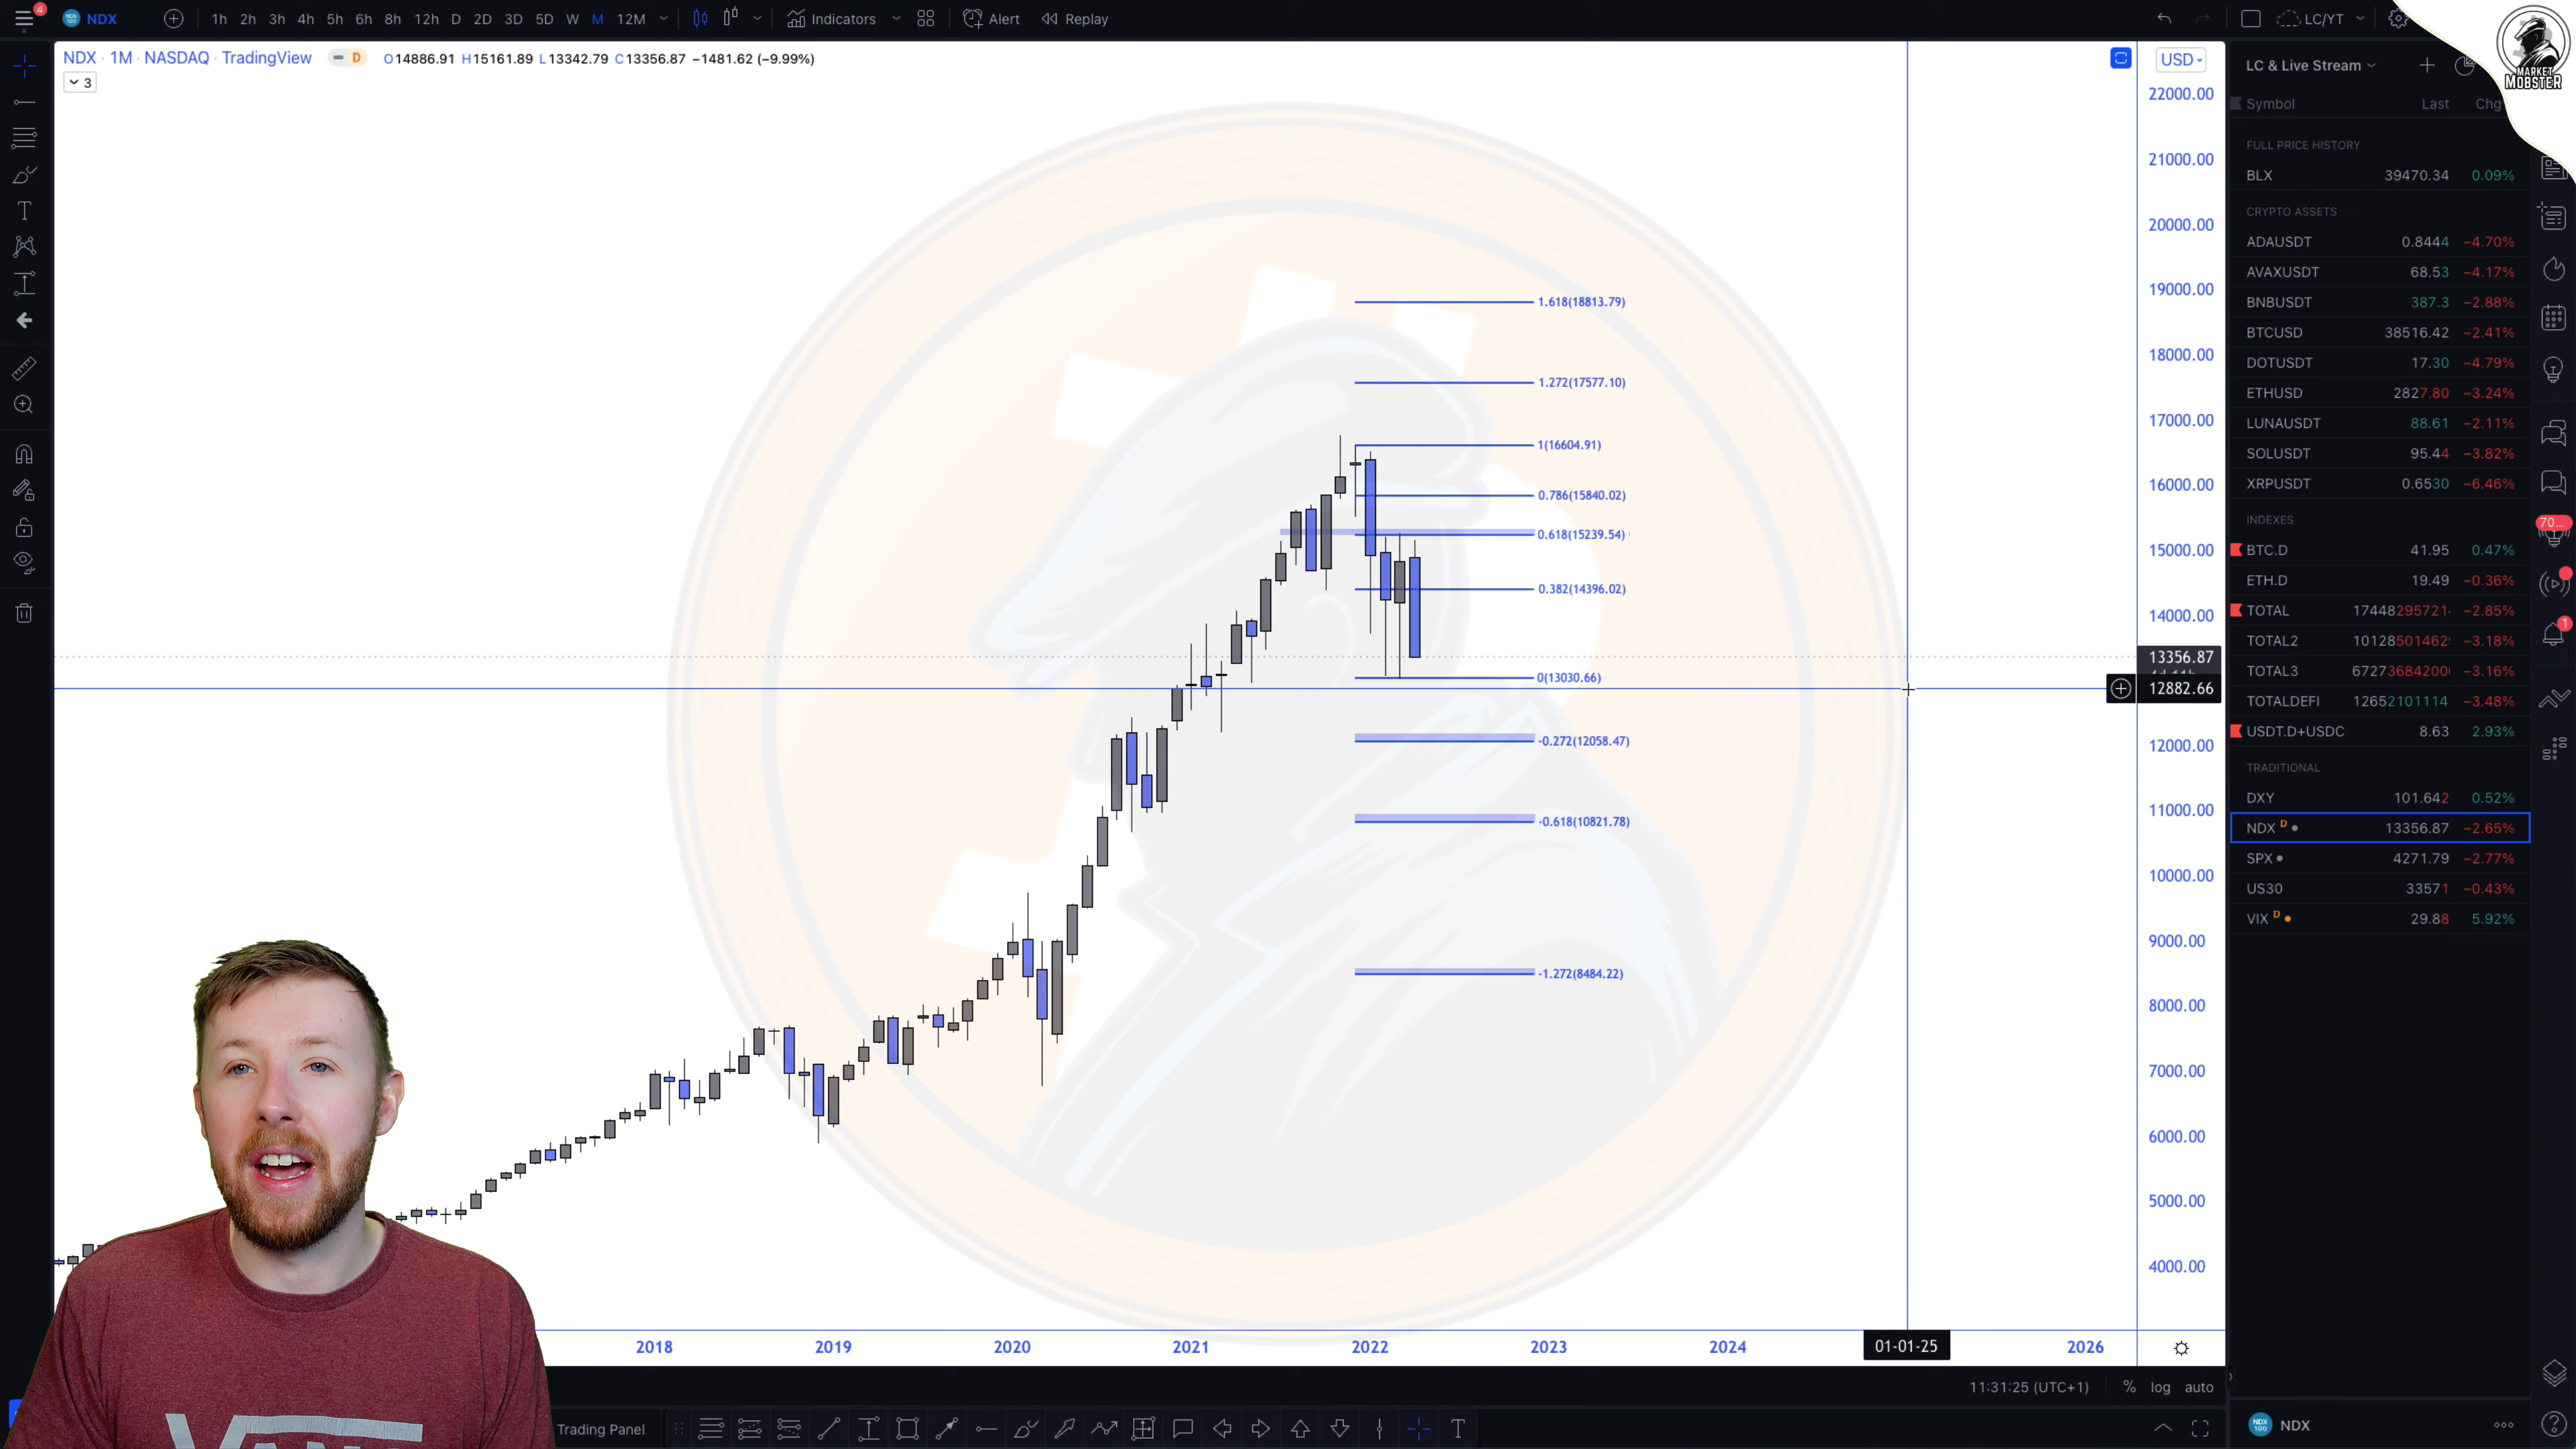 4
NDX
1h 2h 3h 4h 5h 6h 8h 12h D 2D 3D 5D W M 12M
Indicators
Alert
Replay
LC/YT
MARKET
MOBSTER
NDX · 1M · NASDAQ · TradingView
D
O14886.91 H15161.89 L13342.79 C13356.87 −1481.62 (−9.99%)
3
USD
22000.00
21000.00
20000.00
19000.00
18000.00
17000.00
16000.00
15000.00
14000.00
13356.87
12882.66
12000.00
11000.00
10000.00
9000.00
8000.00
7000.00
6000.00
5000.00
4000.00
1.618(18813.79)
1.272(17577.10)
1(16604.91)
0.786(15840.02)
0.618(15239.54)
0.382(14396.02)
0(13030.66)
-0.272(12058.47)
-0.618(10821.78)
-1.272(8484.22)
2018 2019 2020 2021 2022 2023 2024 01-01-25 2026
11:31:25 (UTC+1) % log auto
Trading Panel
LC & Live Stream
Symbol Last Chg
FULL PRICE HISTORY
BLX 39470.34 0.09%
CRYPTO ASSETS
ADAUSDT 0.8444 −4.70%
AVAXUSDT 68.53 −4.17%
BNBUSDT 387.3 −2.88%
BTCUSD 38516.42 −2.41%
DOTUSDT 17.30 −4.79%
ETHUSD 2827.80 −3.24%
LUNAUSDT 88.61 −2.11%
SOLUSDT 95.44 −3.82%
XRPUSDT 0.6530 −6.46%
INDEXES
BTC.D 41.95 0.47%
ETH.D 19.49 −0.36%
TOTAL 17448295721 −2.85%
TOTAL2 10128501462 −3.18%
TOTAL3 67273684200 −3.16%
TOTALDEFI 12652101114 −3.48%
USDT.D+USDC 8.63 2.93%
TRADITIONAL
DXY 101.642 0.52%
NDX D 13356.87 −2.65%
SPX 4271.79 −2.77%
US30 33571 −0.43%
VIX D 29.88 5.92%
70...
1
NDX